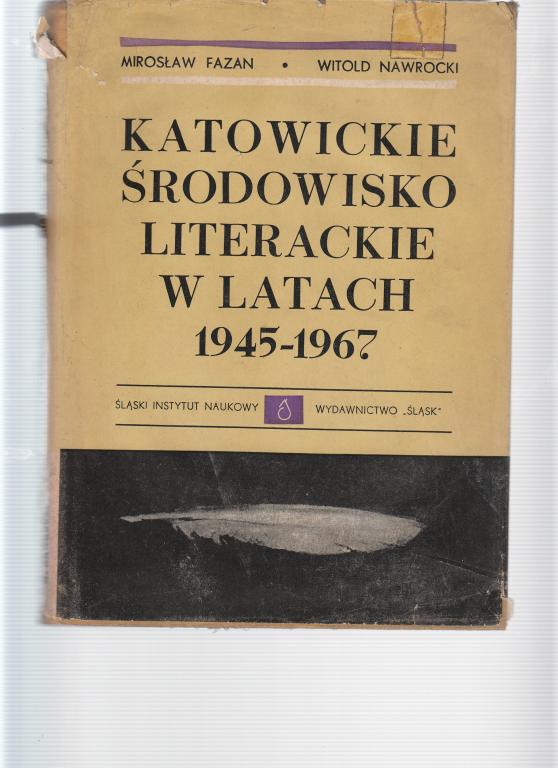 MIROSŁAW FAZAN • WITOLD NAWROCKI
KATOWICKIE
ŚRODOWISKO
LITERACKIE
W LATACH
1945-1967
ŚLĄSKI INSTYTUT NAUKOWY WYDAWNICTWO „ŚLĄSK"